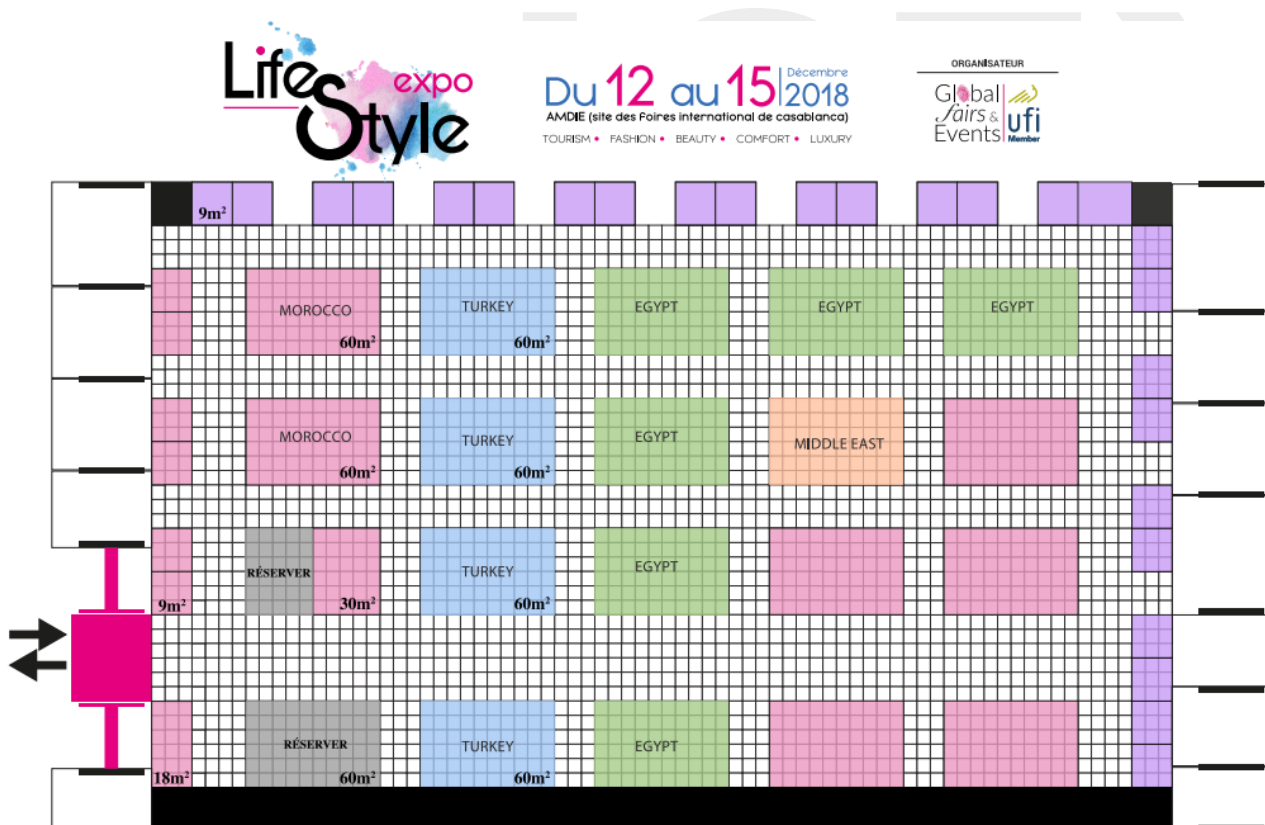 Life Style expo
Du 12 au 15 Décembre 2018
AMDIE (site des Foires international de casablanca)
TOURISM • FASHION • BEAUTY • COMFORT • LUXURY
ORGANISATEUR
Global fairs & Events
ufi Member
9m²
MOROCCO
60m²
TURKEY
60m²
EGYPT
EGYPT
EGYPT
MOROCCO
60m²
TURKEY
60m²
EGYPT
MIDDLE EAST
9m²
RÉSERVER
30m²
TURKEY
60m²
EGYPT
18m²
RÉSERVER
60m²
TURKEY
60m²
EGYPT